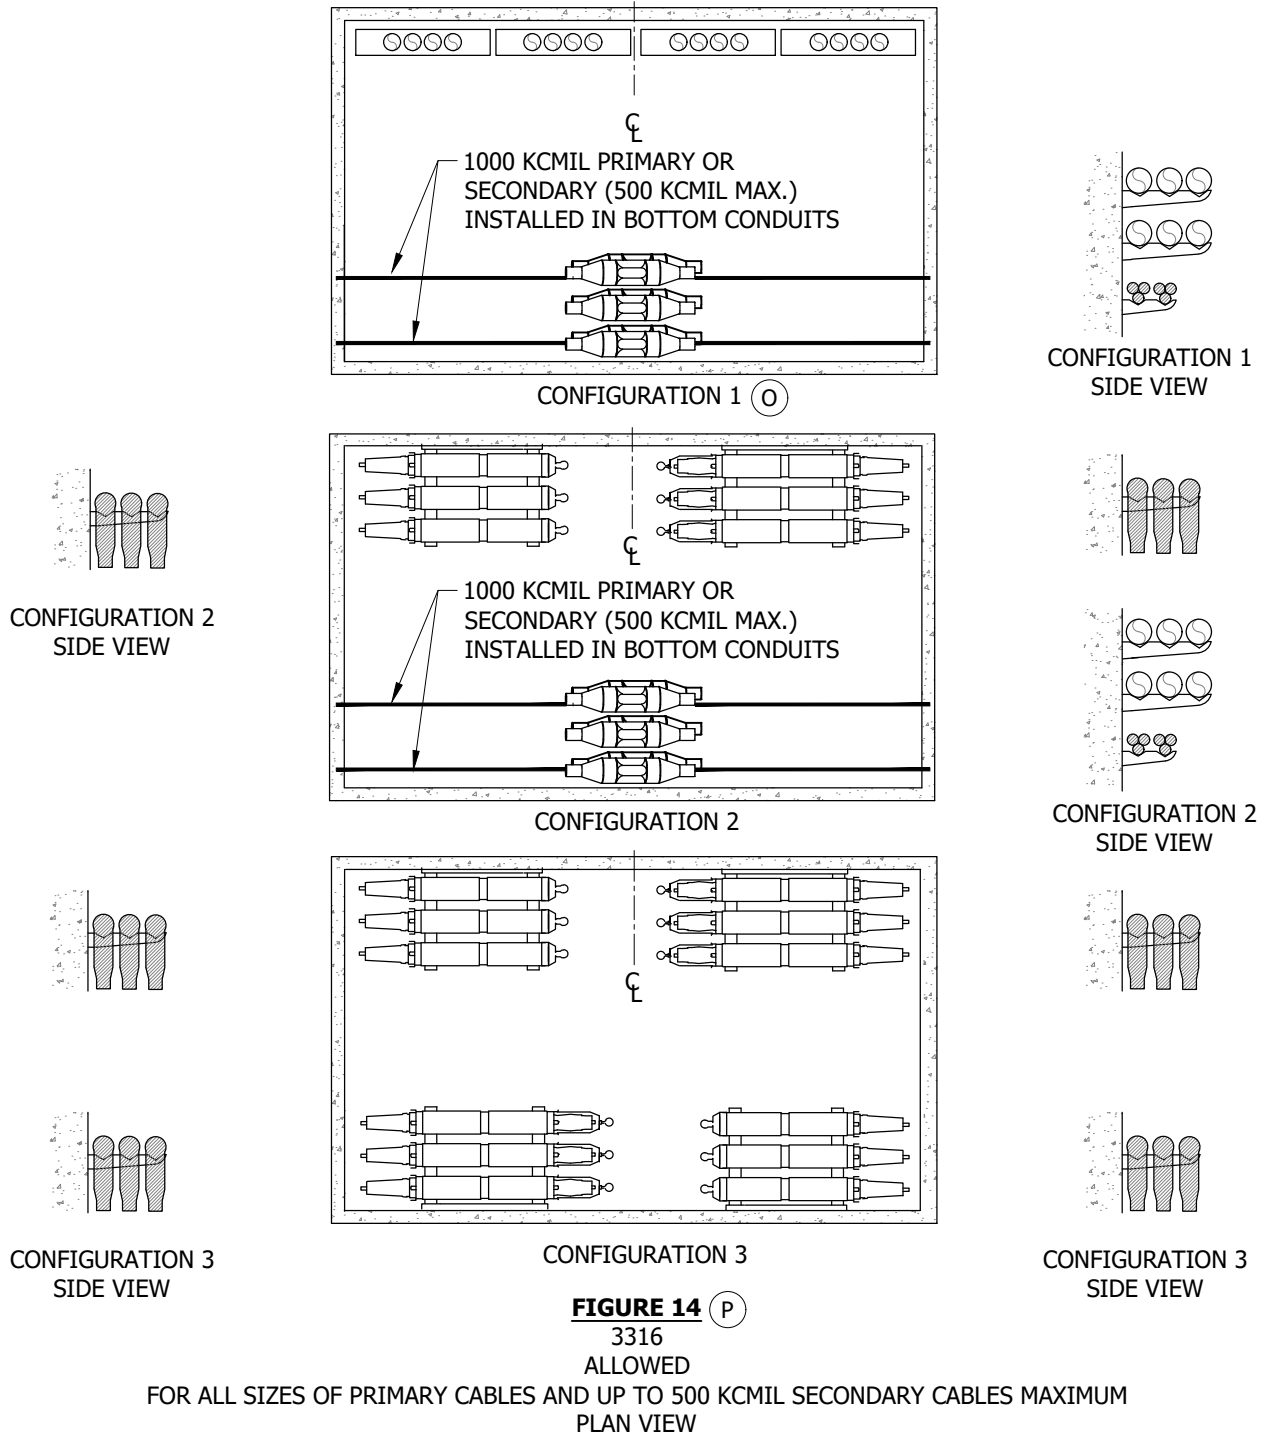 ℄
1000 KCMIL PRIMARY OR
SECONDARY (500 KCMIL MAX.)
INSTALLED IN BOTTOM CONDUITS
CONFIGURATION 1
SIDE VIEW
CONFIGURATION 1 O
℄
1000 KCMIL PRIMARY OR
SECONDARY (500 KCMIL MAX.)
INSTALLED IN BOTTOM CONDUITS
CONFIGURATION 2
SIDE VIEW
CONFIGURATION 2
SIDE VIEW
CONFIGURATION 2
℄
CONFIGURATION 3
SIDE VIEW
CONFIGURATION 3
CONFIGURATION 3
SIDE VIEW
FIGURE 14 P
3316
ALLOWED
FOR ALL SIZES OF PRIMARY CABLES AND UP TO 500 KCMIL SECONDARY CABLES MAXIMUM
PLAN VIEW